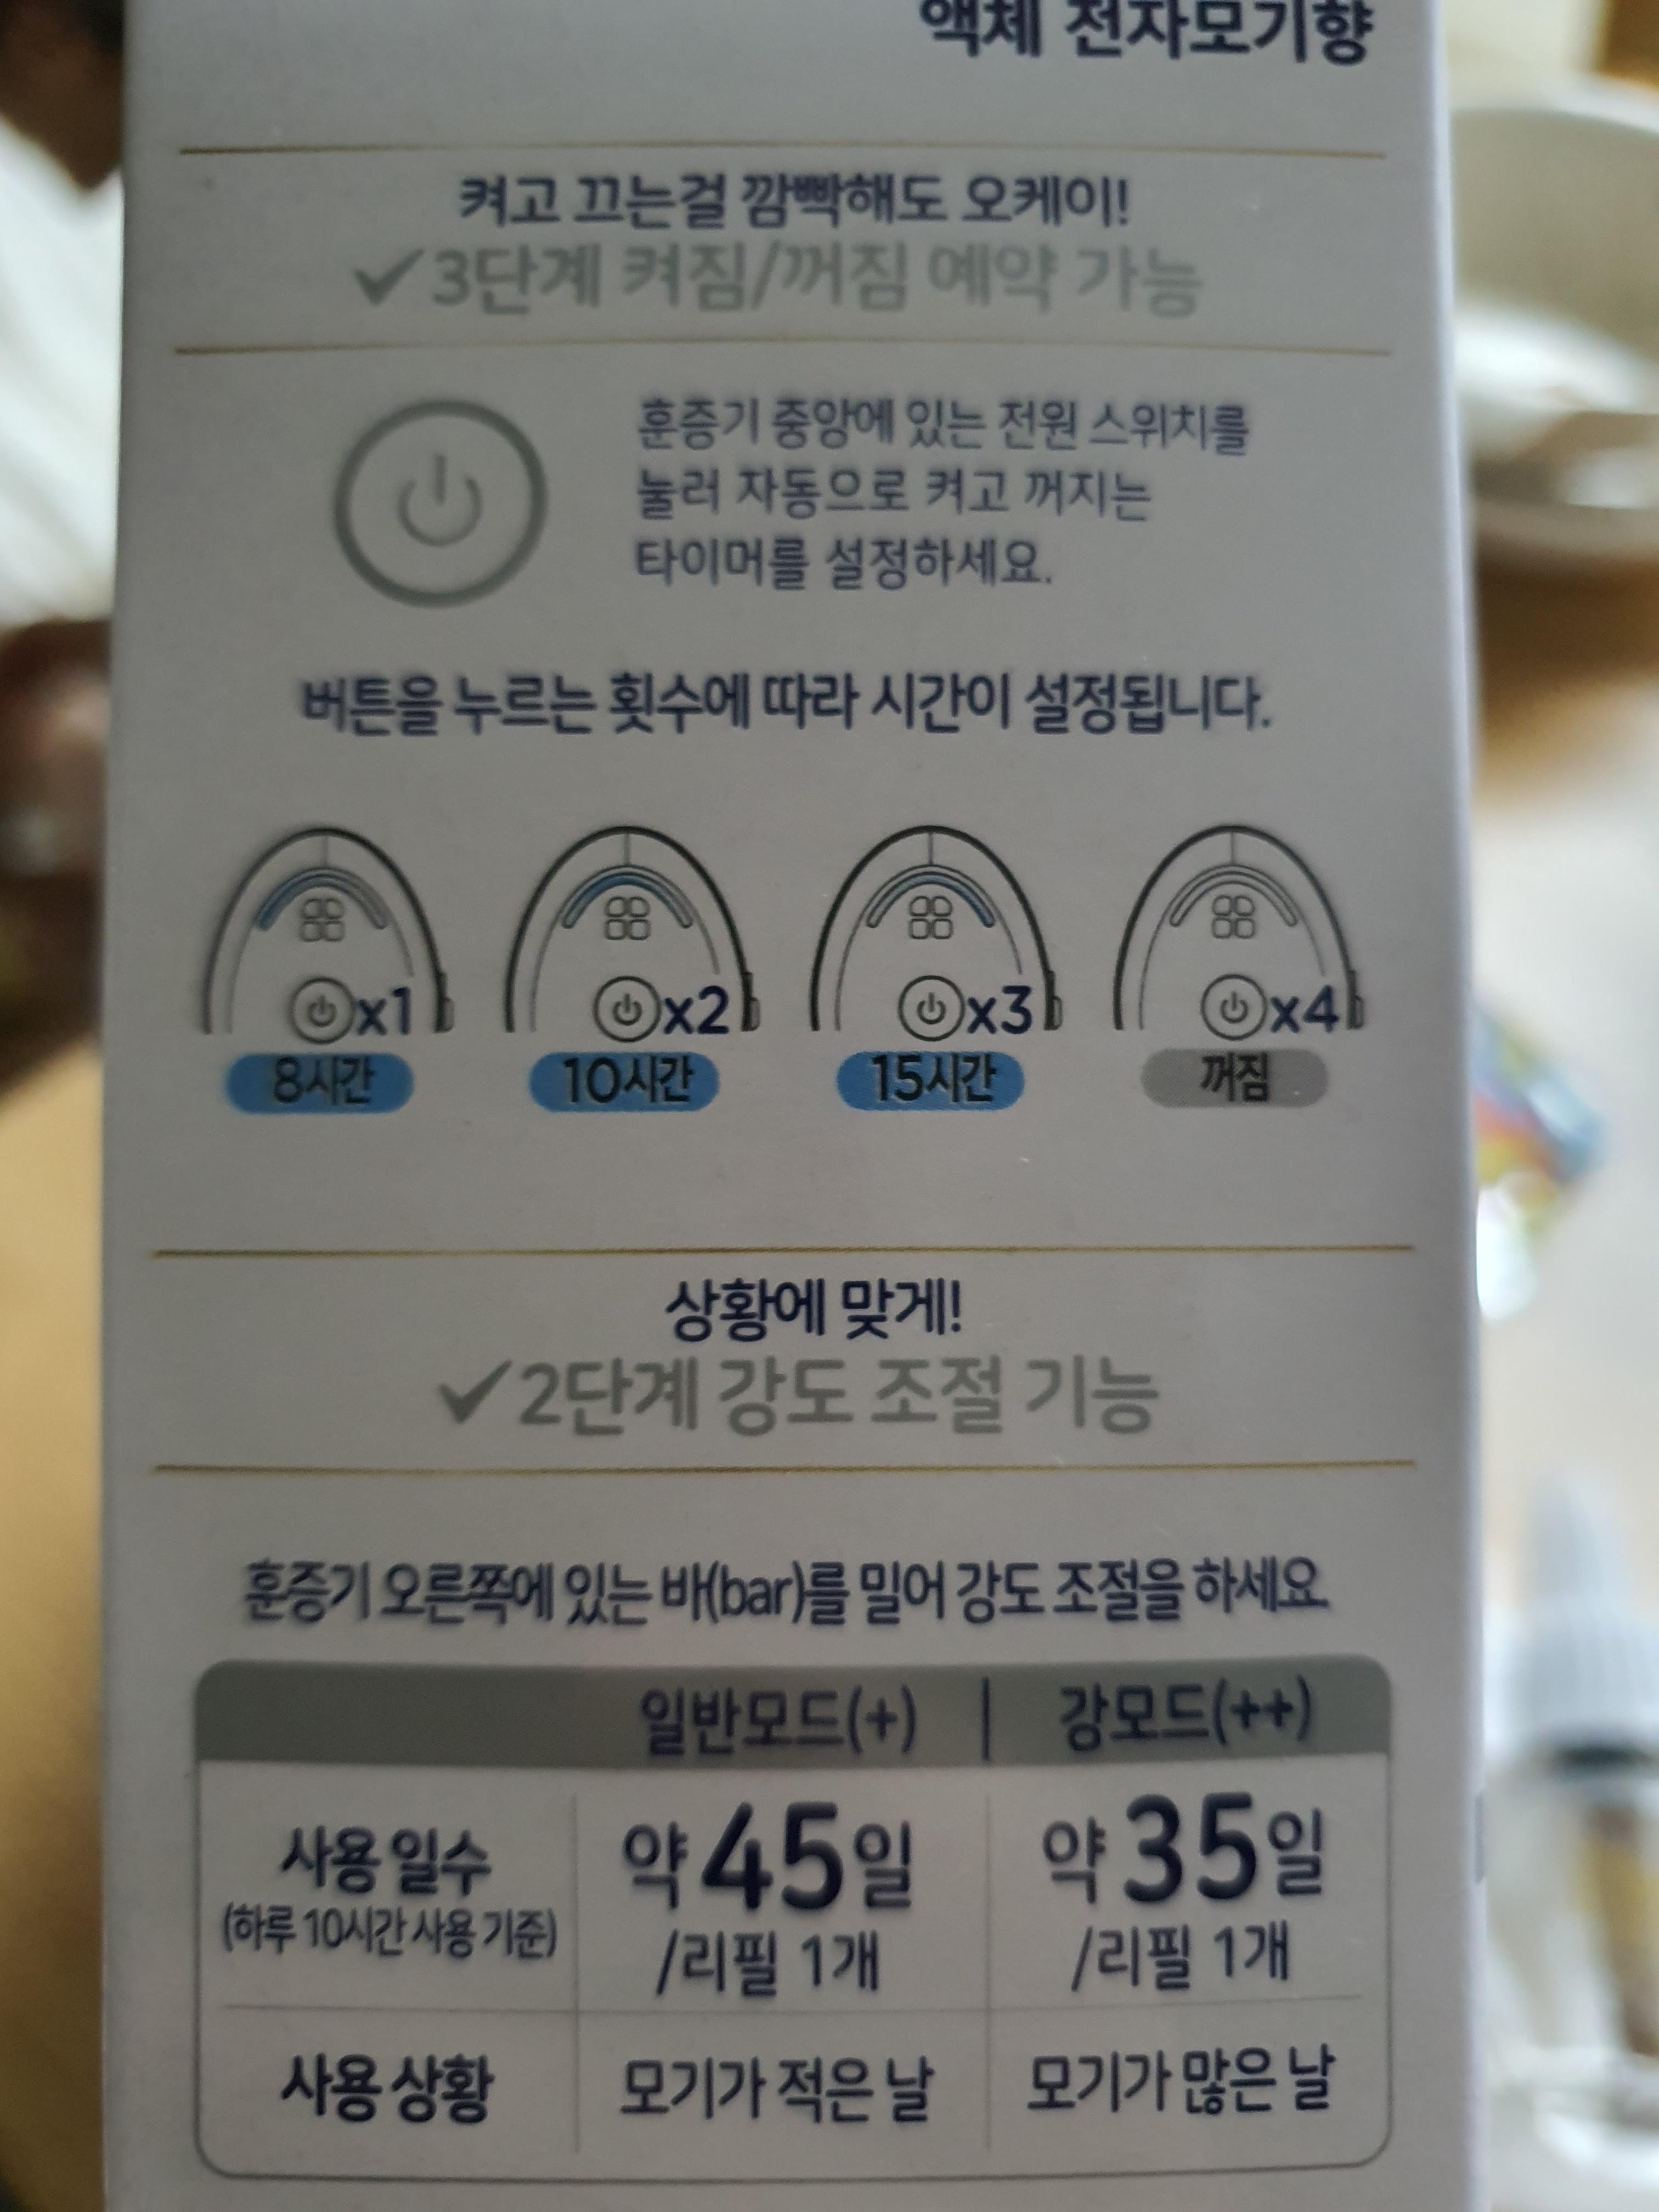 액체 전자모기향
켜고 끄는걸 깜빡해도 오케이!
✓3단계 켜짐/꺼짐 예약 가능
훈증기 중앙에 있는 전원 스위치를
눌러 자동으로 켜고 꺼지는
타이머를 설정하세요.
버튼을 누르는 횟수에 따라 시간이 설정됩니다.
x1 x2 x3 x4
8시간 10시간 15시간 꺼짐
상황에 맞게!
✓2단계 강도 조절 기능
훈증기 오른쪽에 있는 바(bar)를 밀어 강도 조절을 하세요
일반모드(+) | 강모드(++)
사용 일수 약 45일 약 35일
(하루 10시간 사용 기준) /리필 1개 /리필 1개
사용 상황 모기가 적은 날 모기가 많은 날